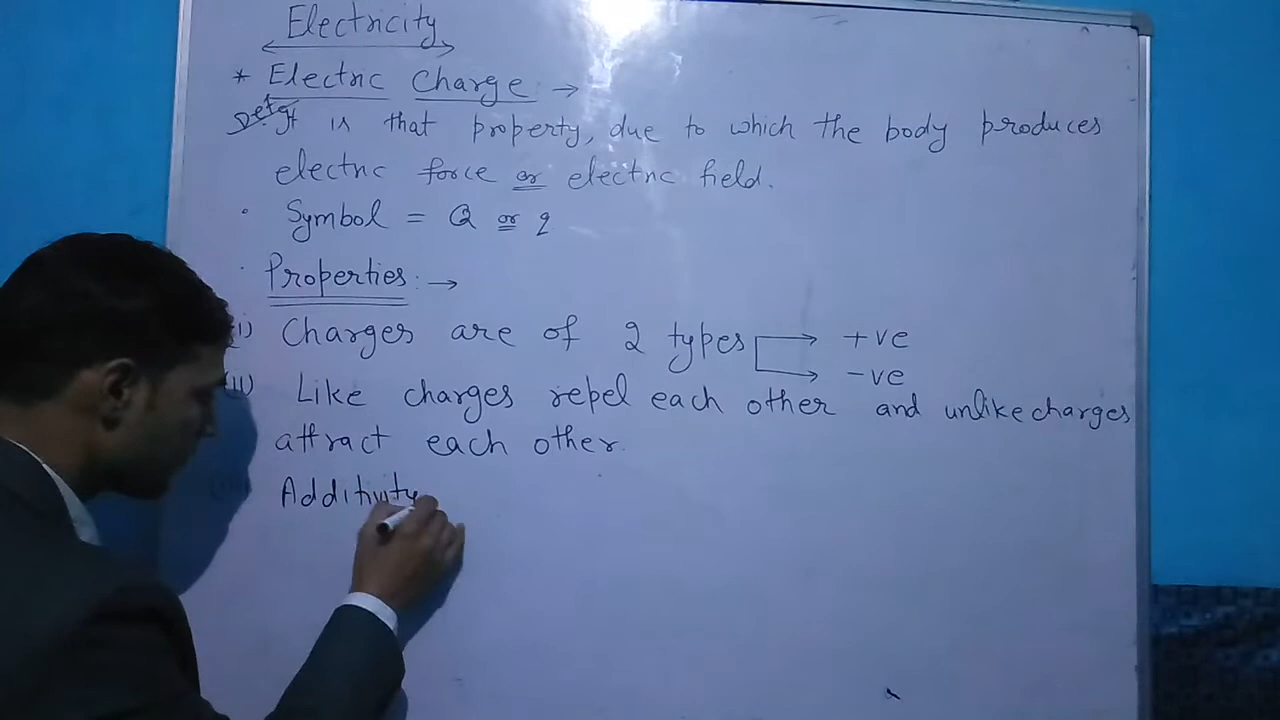 Electricity
* Electric Charge :→
Defⁿ It is that property, due to which the body produces
electric force or electric field.
· Symbol = Q or q
· Properties :→
(i) Charges are of 2 types → +ve
→ -ve
(ii) Like charges repel each other and unlike charges
attract each other.
Additivity